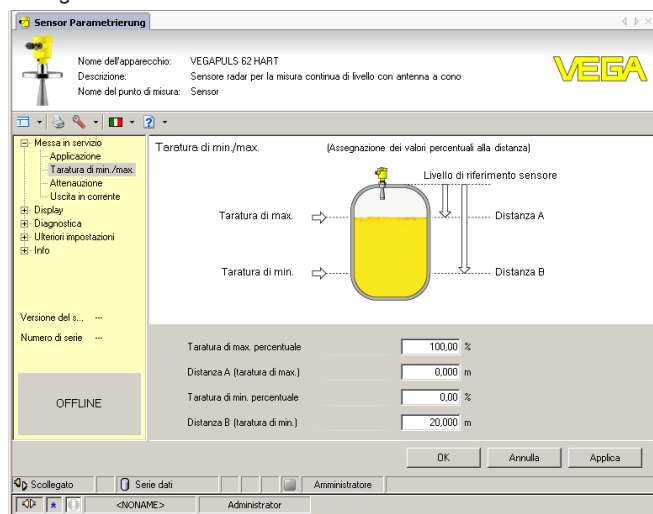 Sensor Parametrierung
Nome dell'apparecchio: VEGAPULS 62 HART
Descrizione: Sensore radar per la misura continua di livello con antenna a cono
Nome del punto di misura: Sensor
VEGA
Messa in servizio
Applicazione
Taratura di min./max.
Attenuazione
Uscita in corrente
Display
Diagnostica
Ulteriori impostazioni
Info
Versione del s... ---
Numero di serie ---
OFFLINE
Taratura di min./max. (Assegnazione dei valori percentuali alla distanza)
Livello di riferimento sensore
Taratura di max. Distanza A
Taratura di min. Distanza B
Taratura di max. percentuale 100,00 %
Distanza A (taratura di max.) 0,000 m
Taratura di min. percentuale 0,00 %
Distanza B (taratura di min.) 20,000 m
OK Annulla Applica
Scollegato Serie dati Amministratore
<NONAME> Administrator